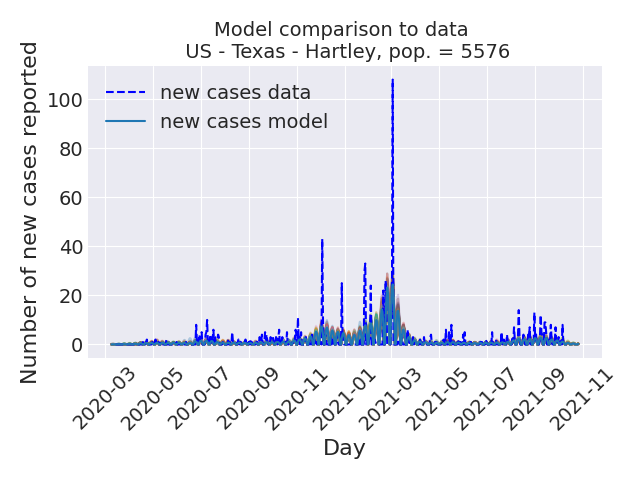 Model comparison to data
US - Texas - Hartley, pop. = 5576
Number of new cases reported
100
80
60
40
20
0
new cases data
new cases model
2020-03
2020-05
2020-07
2020-09
2020-11
2021-01
2021-03
2021-05
2021-07
2021-09
2021-11
Day